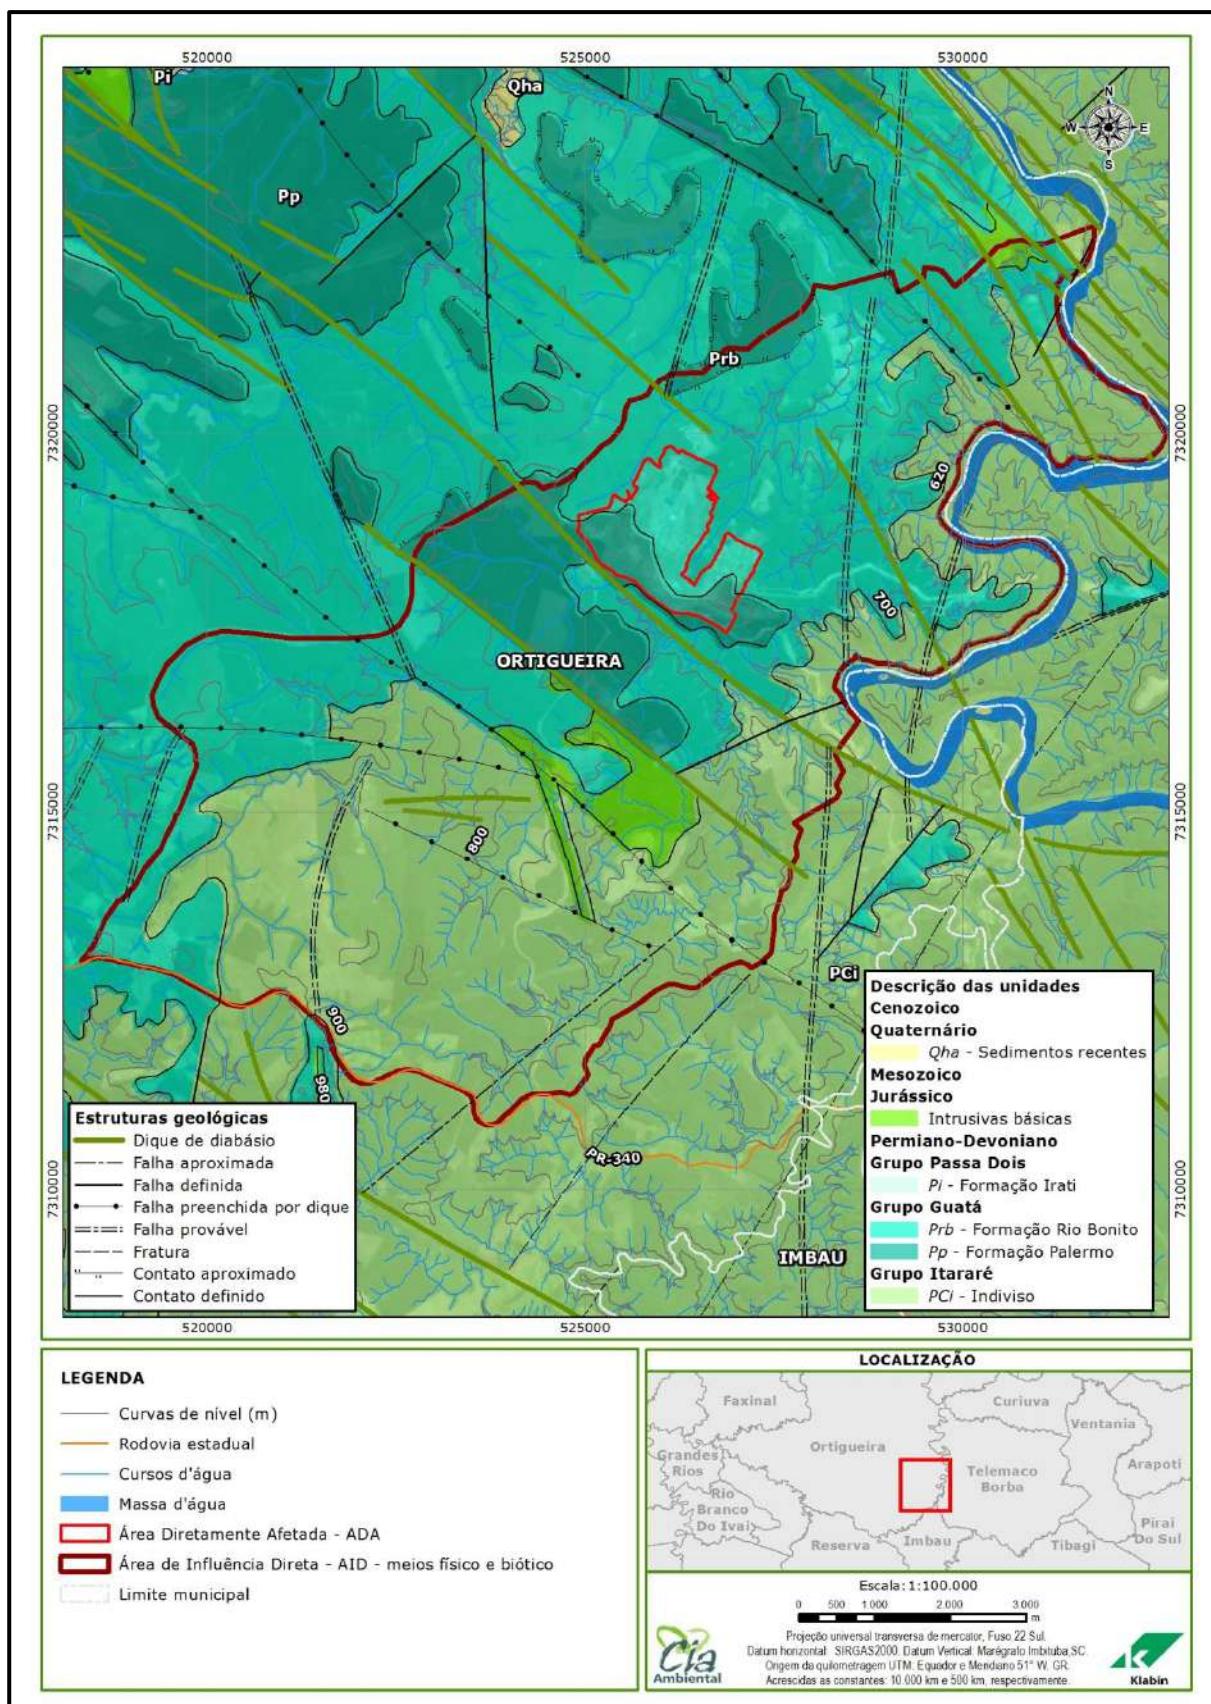 520000
525000
530000
Pi
Qha
N
W
E
S
Pp
Prb
7320000
7320000
620
700
ORTIGUEIRA
7315000
7315000
800
PCi
900
980
PR-340
7310000
7310000
IMBAU
Estruturas geológicas
Dique de diabásio
Falha aproximada
Falha definida
Falha preenchida por dique
Falha provável
Fratura
Contato aproximado
Contato definido
Descrição das unidades
Cenozoico
Quaternário
Qha - Sedimentos recentes
Mesozoico
Jurássico
Intrusivas básicas
Permiano-Devoniano
Grupo Passa Dois
Pi - Formação Irati
Grupo Guatá
Prb - Formação Rio Bonito
Pp - Formação Palermo
Grupo Itararé
PCi - Indiviso
520000
525000
530000
LEGENDA
Curvas de nível (m)
Rodovia estadual
Cursos d'água
Massa d'água
Área Diretamente Afetada - ADA
Área de Influência Direta - AID - meios físico e biótico
Limite municipal
LOCALIZAÇÃO
Faxinal
Curiuva
Ventania
Ortigueira
Grandes
Rios
Telemaco
Borba
Arapoti
Rio
Branco
Do Ivai
Pirai
Do Sul
Reserva
Imbau
Tibagi
Escala: 1:100.000
0 500 1.000 2.000 3.000
m
Projeção universal transversa de mercator, Fuso 22 Sul.
Datum horizontal: SIRGAS2000. Datum Vertical: Marégrafo Imbituba,SC.
Origem da quilometragem UTM: Equador e Meridiano 51° W. GR.
Acrescidas as constantes: 10.000 km e 500 km, respectivamente.
Cia
Ambiental
Klabin